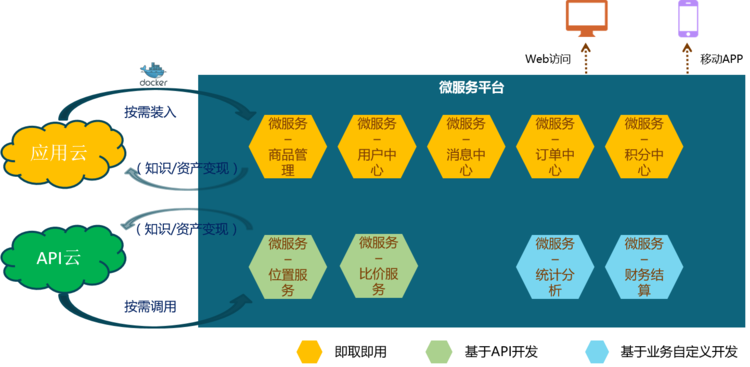 Web访问
移动APP
docker
微服务平台
按需装入
微服务
–
商品管
理
微服务
–
用户中
心
微服务
–
消息中
心
微服务
–
订单中
心
微服务
–
积分中
心
应用云
（知识/资产变现）
（知识/资产变现）
API云
微服务
–
位置服
务
微服务
–
比价服
务
微服务
–
统计分
析
微服务
–
财务结
算
按需调用
即取即用
基于API开发
基于业务自定义开发